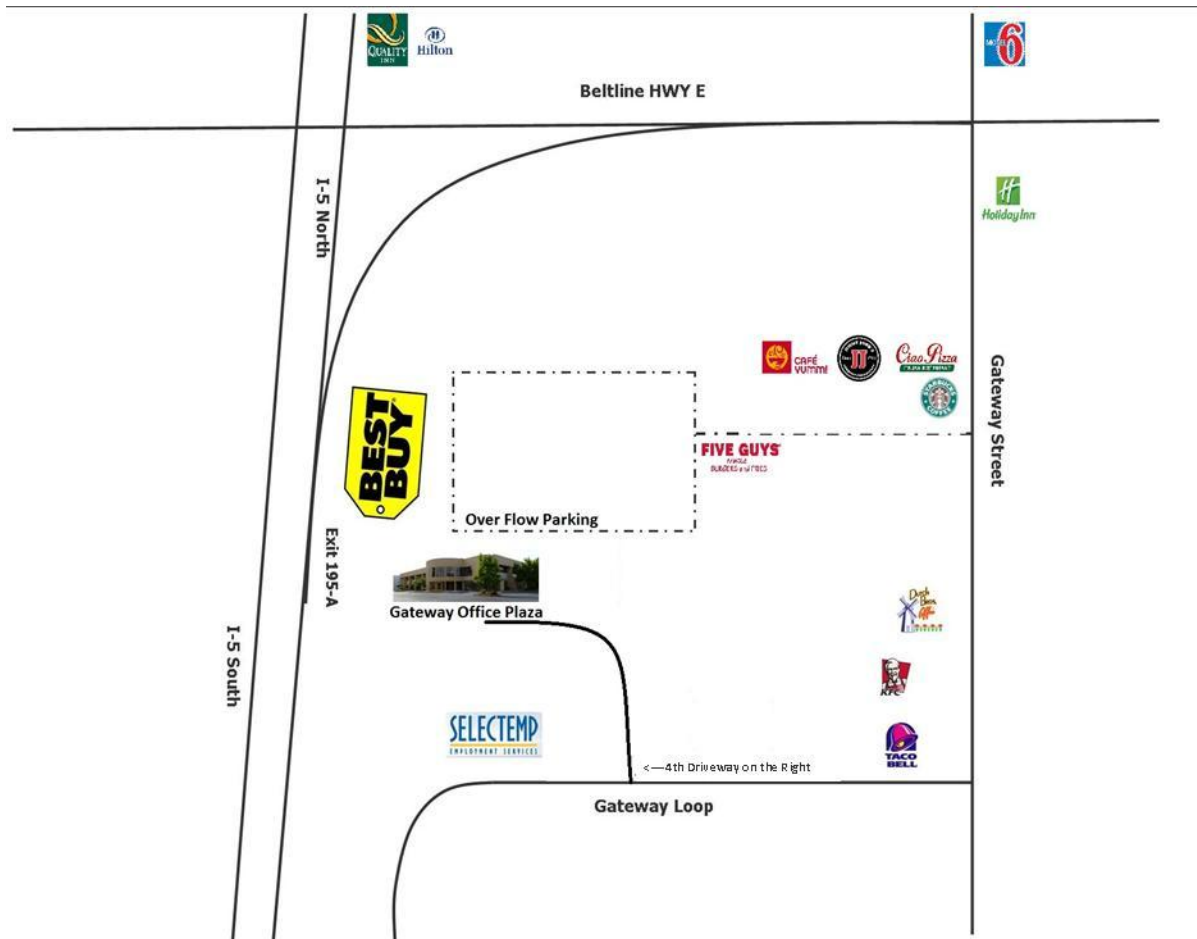 QUALITY
INN
Hilton
MOTEL
6
Beltline HWY E
I-5 North
Holiday Inn
CAFÉ
YUMM!
JJ
Ciao Pizza
STARBUCKS
COFFEE
Gateway Street
BEST
BUY
FIVE GUYS
BURGERS and FRIES
Over Flow Parking
Exit 195-A
Gateway Office Plaza
Dutch Bros.
Coffee
I-5 South
KFC
SELECTEMP
EMPLOYMENT SERVICES
TACO
BELL
<—4th Driveway on the Right
Gateway Loop